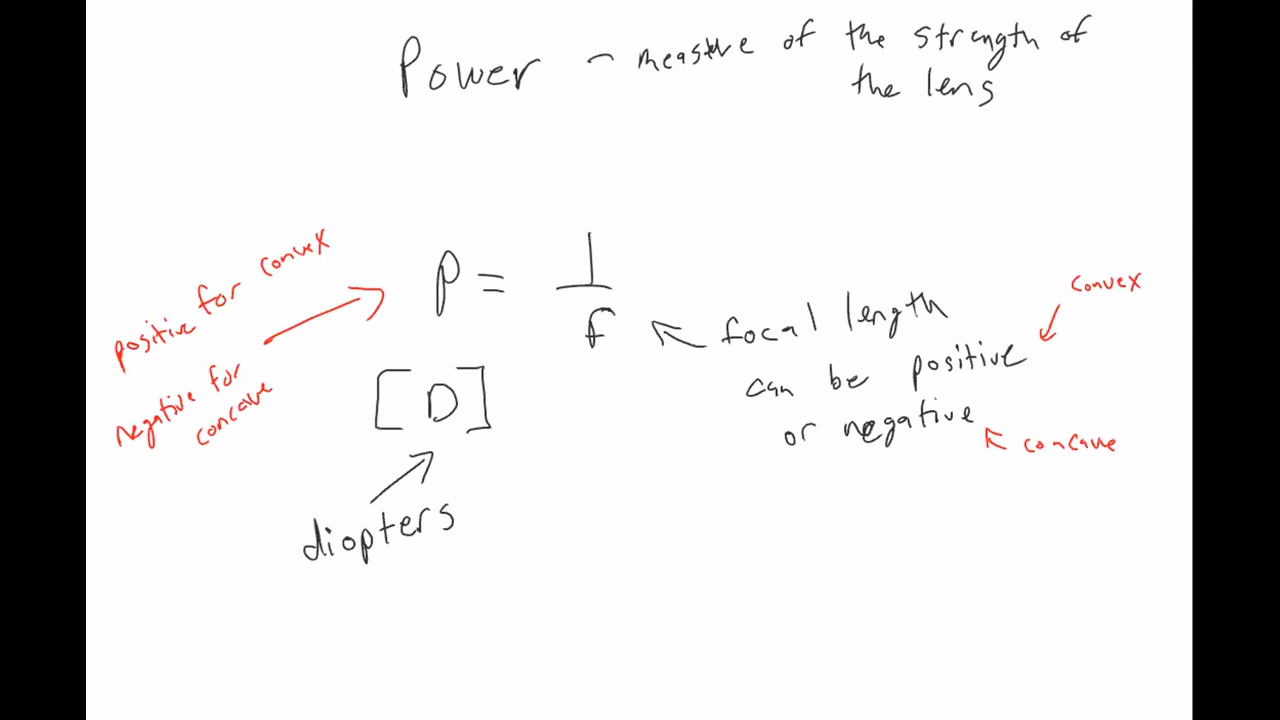 Power - measure of the strength of
the lens
positive for convex
negative for
concave
P = 1/f
focal length
can be positive
or negative
convex
concave
[D]
diopters